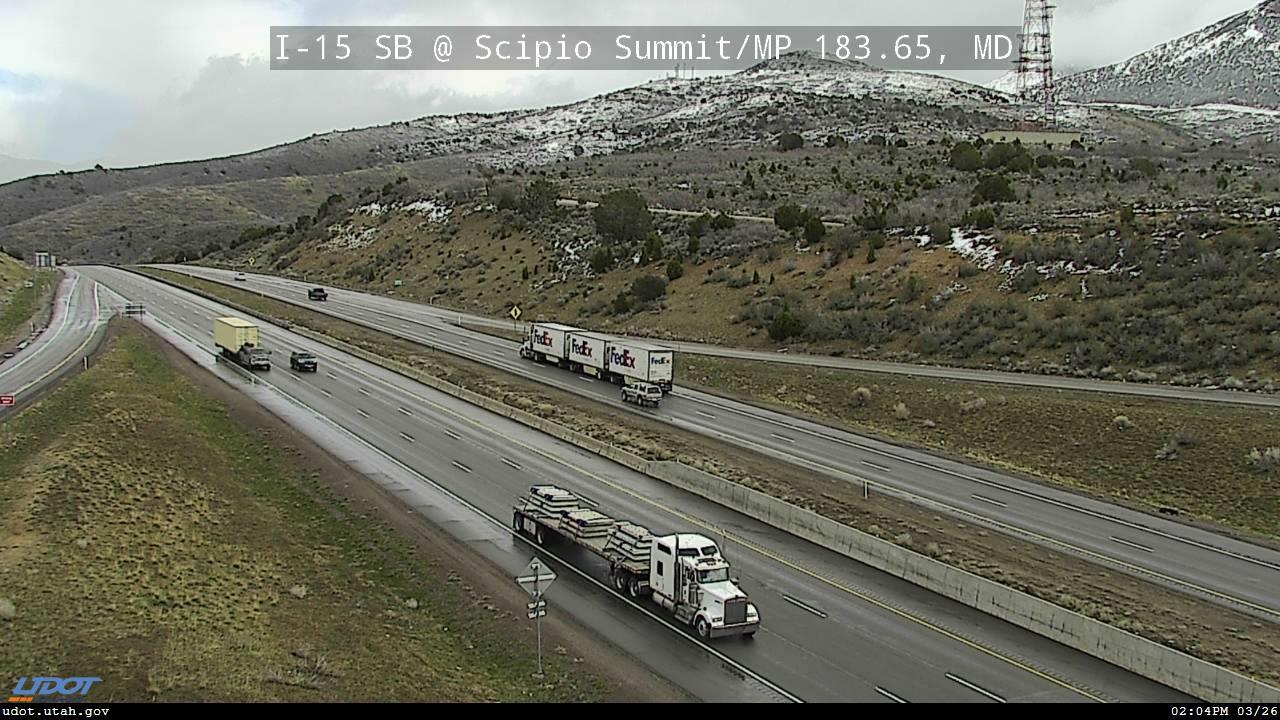 I-15 SB @ Scipio Summit/MP 183.65, MD
FedEx FedEx FedEx FedEx
UDOT
udot.utah.gov
02:04PM 03/26